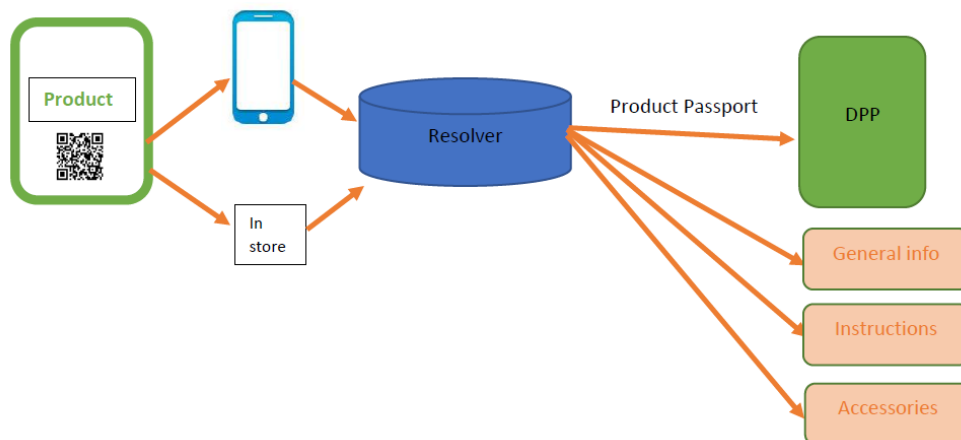 Product
In
store
Resolver
Product Passport
DPP
General info
Instructions
Accessories